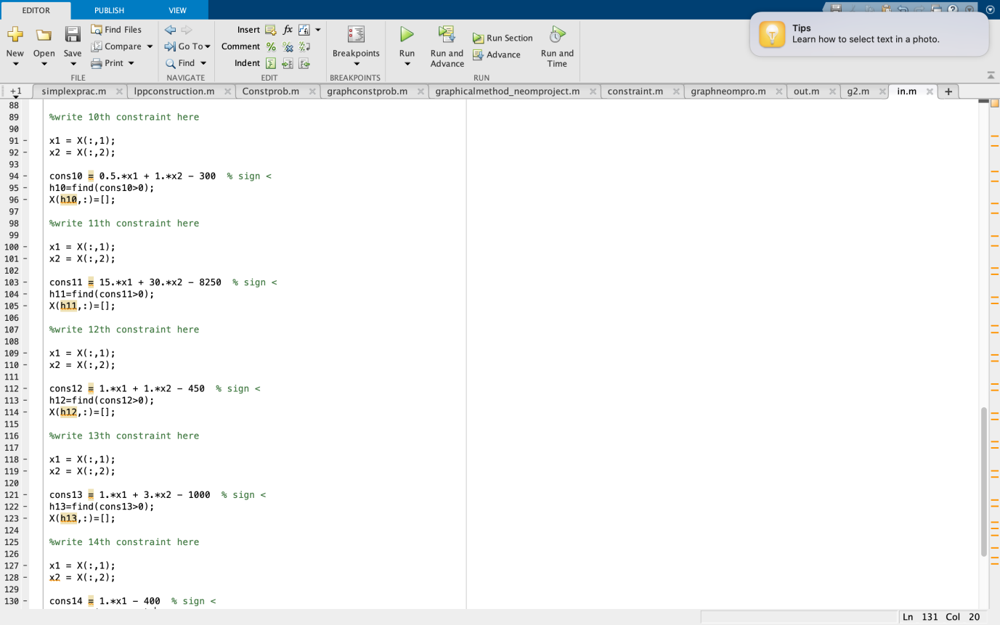 EDITOR PUBLISH VIEW
Tips
Learn how to select text in a photo.
New Open Save
Find Files
Compare
Print
Go To
Find
Insert fx
Comment
Indent
Breakpoints
Run
Run and Advance
Run Section
Advance
Run and Time
FILE NAVIGATE EDIT BREAKPOINTS RUN
+1 simplexprac.m lppconstruction.m Constprob.m graphconstprob.m graphicalmethod_neomproject.m constraint.m graphneompro.m out.m g2.m in.m +
88
89 %write 10th constraint here
90
91 - x1 = X(:,1);
92 - x2 = X(:,2);
93
94 - cons10 = 0.5.*x1 + 1.*x2 - 300 % sign <
95 - h10=find(cons10>0);
96 - X(h10,:)=[];
97
98 %write 11th constraint here
99
100 - x1 = X(:,1);
101 - x2 = X(:,2);
102
103 - cons11 = 15.*x1 + 30.*x2 - 8250 % sign <
104 - h11=find(cons11>0);
105 - X(h11,:)=[];
106
107 %write 12th constraint here
108
109 - x1 = X(:,1);
110 - x2 = X(:,2);
111
112 - cons12 = 1.*x1 + 1.*x2 - 450 % sign <
113 - h12=find(cons12>0);
114 - X(h12,:)=[];
115
116 %write 13th constraint here
117
118 - x1 = X(:,1);
119 - x2 = X(:,2);
120
121 - cons13 = 1.*x1 + 3.*x2 - 1000 % sign <
122 - h13=find(cons13>0);
123 - X(h13,:)=[];
124
125 %write 14th constraint here
126
127 - x1 = X(:,1);
128 - x2 = X(:,2);
129
130 - cons14 = 1.*x1 - 400 % sign <
Ln 131 Col 20